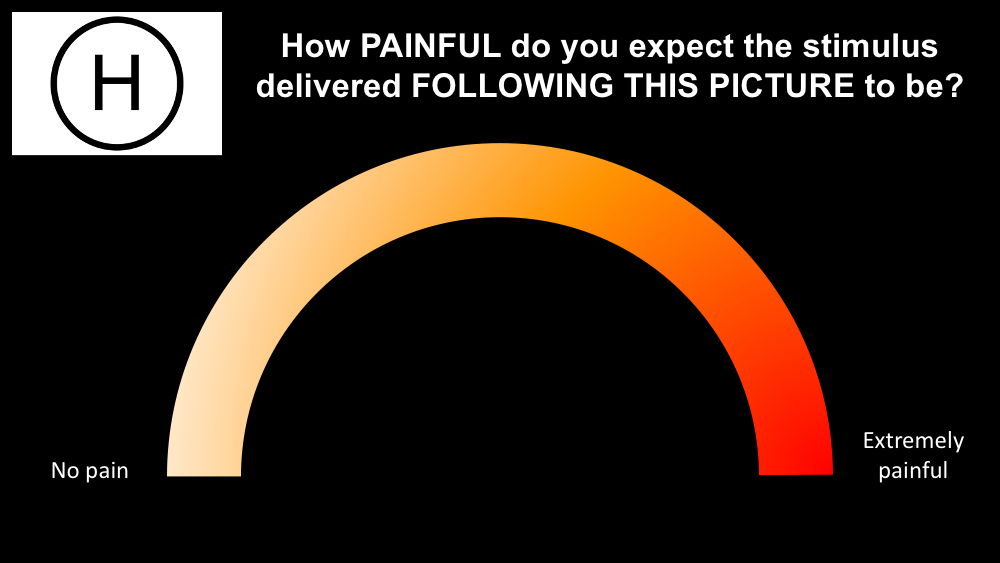 H
How PAINFUL do you expect the stimulus
delivered FOLLOWING THIS PICTURE to be?
No pain
Extremely
painful